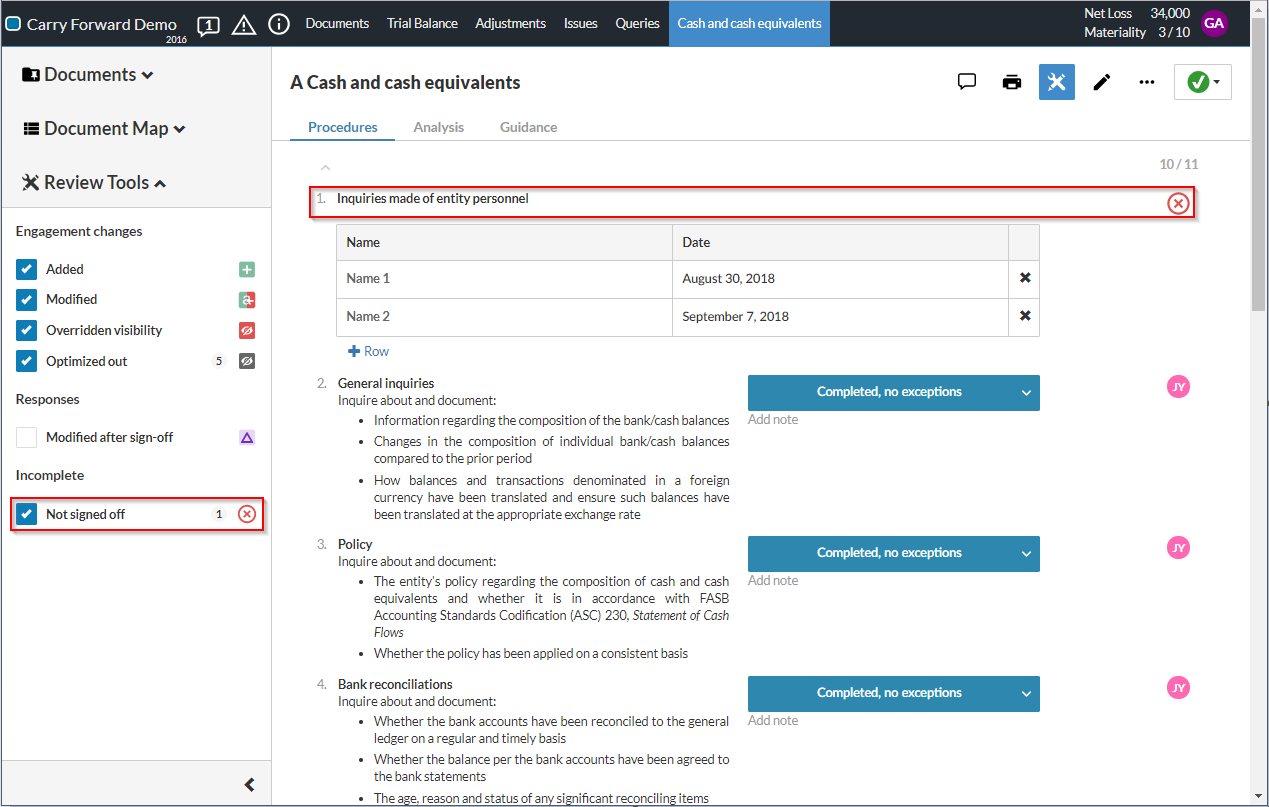 Carry Forward Demo
2016
1
Documents
Trial Balance
Adjustments
Issues
Queries
Cash and cash equivalents
Net Loss 34,000
Materiality 3 / 10
GA
Documents
Document Map
Review Tools
Engagement changes
Added
Modified
Overridden visibility
Optimized out 5
Responses
Modified after sign-off
Incomplete
Not signed off 1
A Cash and cash equivalents
Procedures
Analysis
Guidance
10 / 11
1. Inquiries made of entity personnel
Name Date
Name 1 August 30, 2018
Name 2 September 7, 2018
Row
2. General inquiries
Inquire about and document:
• Information regarding the composition of the bank/cash balances
• Changes in the composition of individual bank/cash balances
compared to the prior period
• How balances and transactions denominated in a foreign
currency have been translated and ensure such balances have
been translated at the appropriate exchange rate
Completed, no exceptions
Add note
JY
3. Policy
Inquire about and document:
• The entity's policy regarding the composition of cash and cash
equivalents and whether it is in accordance with FASB
Accounting Standards Codification (ASC) 230, Statement of Cash
Flows
• Whether the policy has been applied on a consistent basis
Completed, no exceptions
Add note
JY
4. Bank reconciliations
Inquire about and document:
• Whether the bank accounts have been reconciled to the general
ledger on a regular and timely basis
• Whether the balance per the bank accounts have been agreed to
the bank statements
• The age, reason and status of any significant reconciling items
Completed, no exceptions
Add note
JY